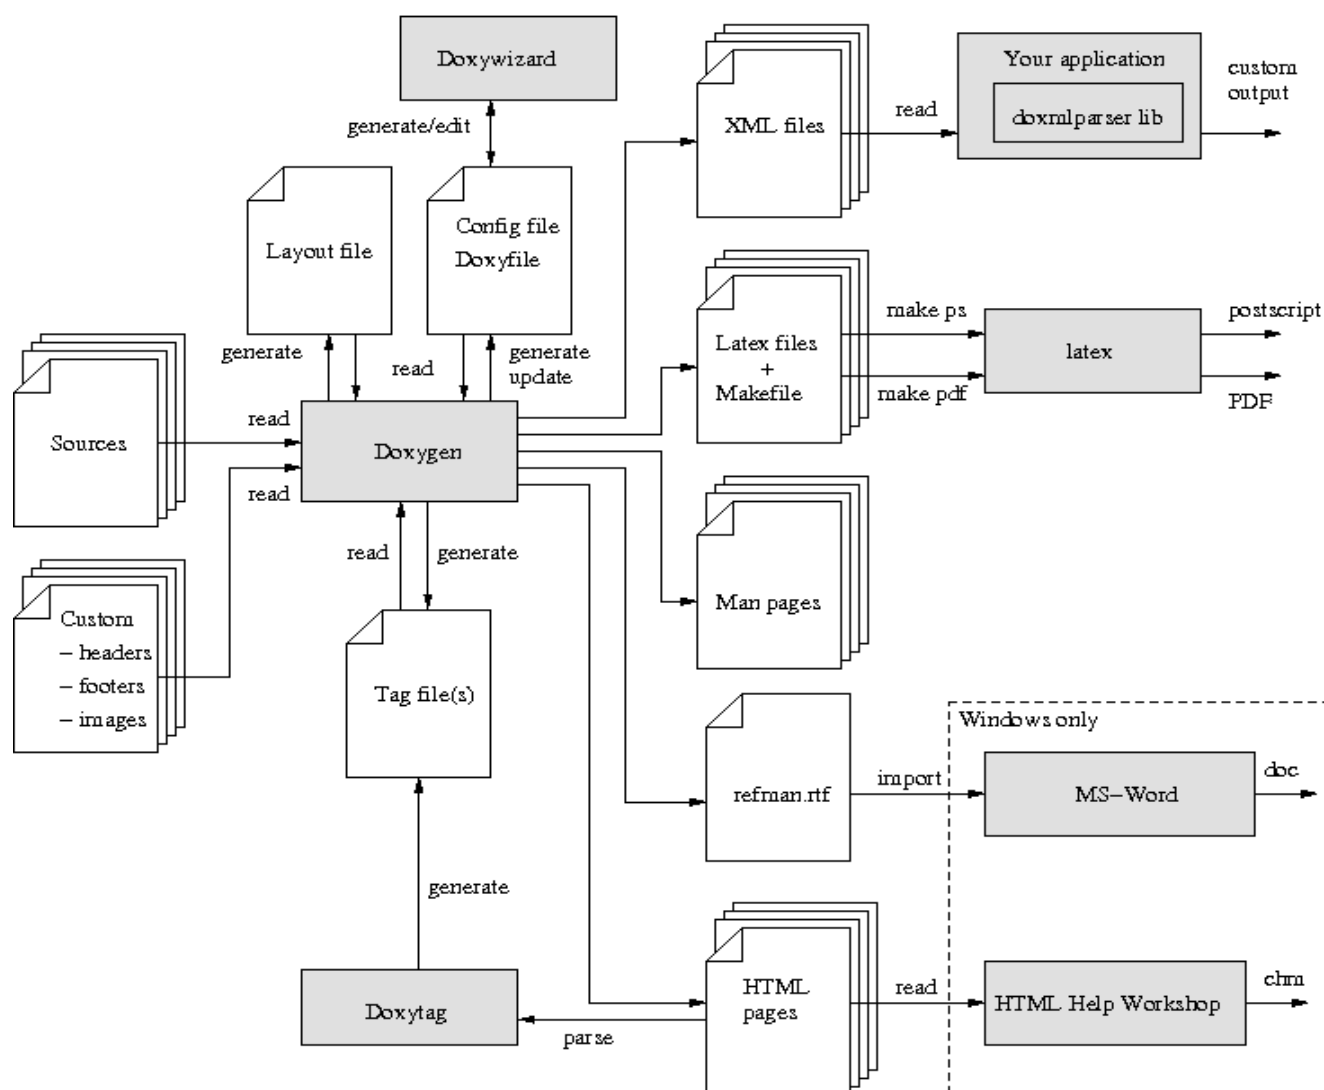 Doxywizard
generate/edit
Layout file
Config file
Doxyfile
generate
read
generate
update
Sources
read
Doxygen
read
Custom
– headers
– footers
– images
read
generate
Tag file(s)
generate
Doxytag
parse
XML files
read
Your application
doxmlparser lib
custom
output
Latex files
+
Makefile
make ps
make pdf
latex
postscript
PDF
Man pages
Windows only
refman.rtf
import
MS–Word
doc
HTML
pages
read
HTML Help Workshop
chm